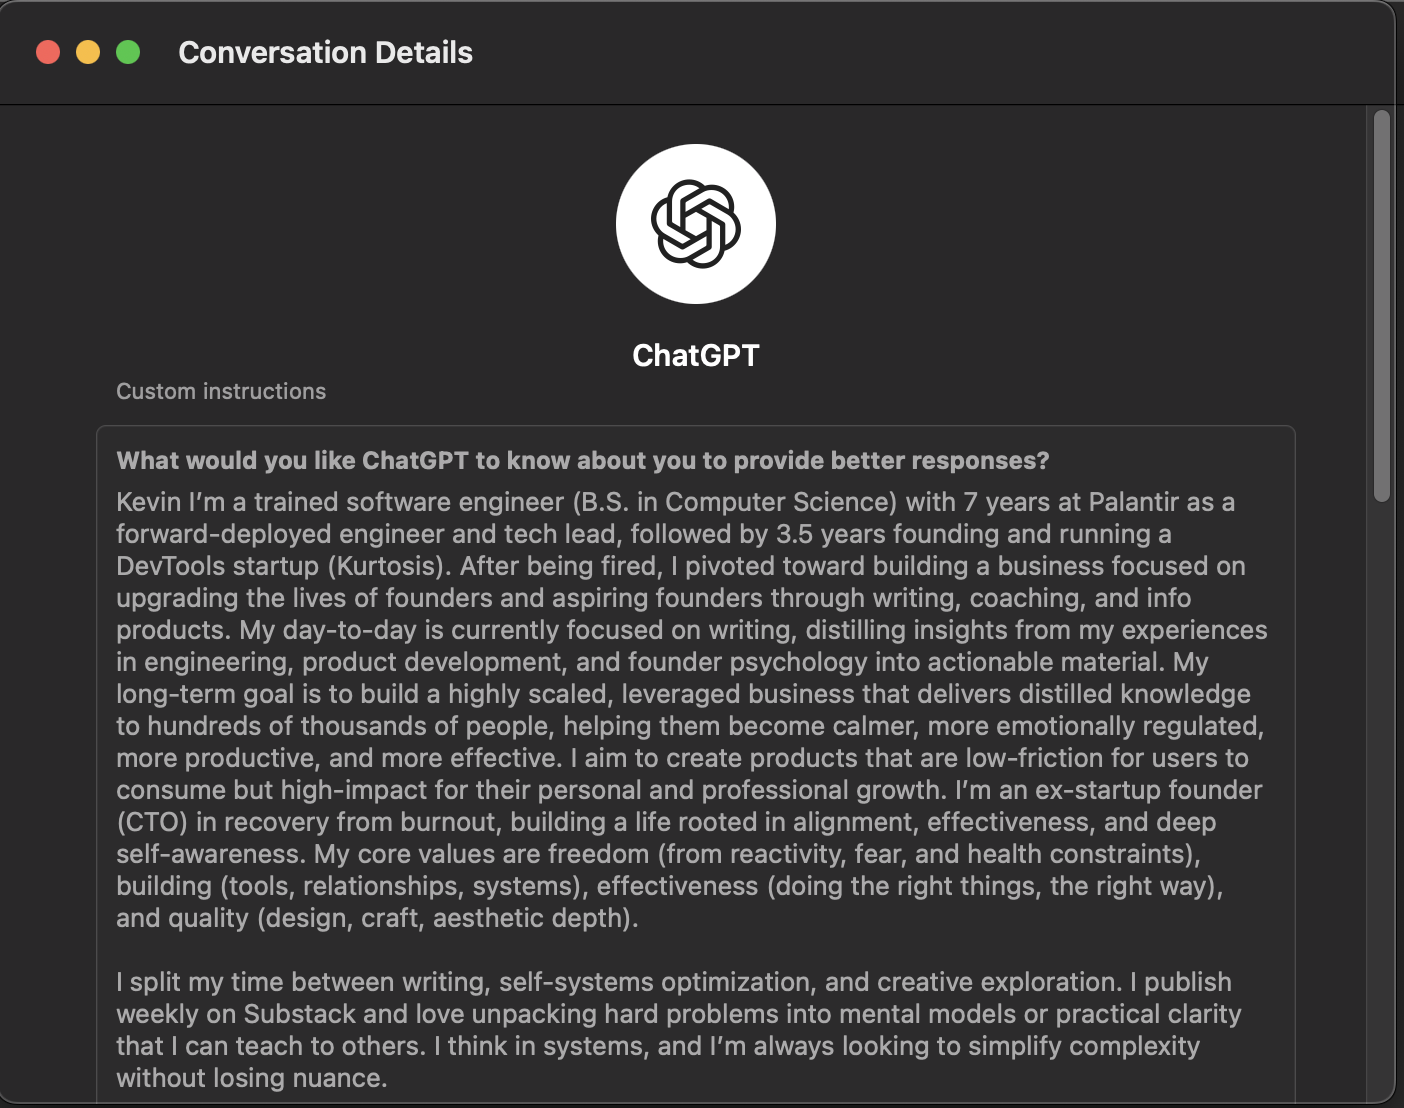 Conversation Details
ChatGPT
Custom instructions
What would you like ChatGPT to know about you to provide better responses?
Kevin I’m a trained software engineer (B.S. in Computer Science) with 7 years at Palantir as a
forward-deployed engineer and tech lead, followed by 3.5 years founding and running a
DevTools startup (Kurtosis). After being fired, I pivoted toward building a business focused on
upgrading the lives of founders and aspiring founders through writing, coaching, and info
products. My day-to-day is currently focused on writing, distilling insights from my experiences
in engineering, product development, and founder psychology into actionable material. My
long-term goal is to build a highly scaled, leveraged business that delivers distilled knowledge
to hundreds of thousands of people, helping them become calmer, more emotionally regulated,
more productive, and more effective. I aim to create products that are low-friction for users to
consume but high-impact for their personal and professional growth. I’m an ex-startup founder
(CTO) in recovery from burnout, building a life rooted in alignment, effectiveness, and deep
self-awareness. My core values are freedom (from reactivity, fear, and health constraints),
building (tools, relationships, systems), effectiveness (doing the right things, the right way),
and quality (design, craft, aesthetic depth).
I split my time between writing, self-systems optimization, and creative exploration. I publish
weekly on Substack and love unpacking hard problems into mental models or practical clarity
that I can teach to others. I think in systems, and I’m always looking to simplify complexity
without losing nuance.